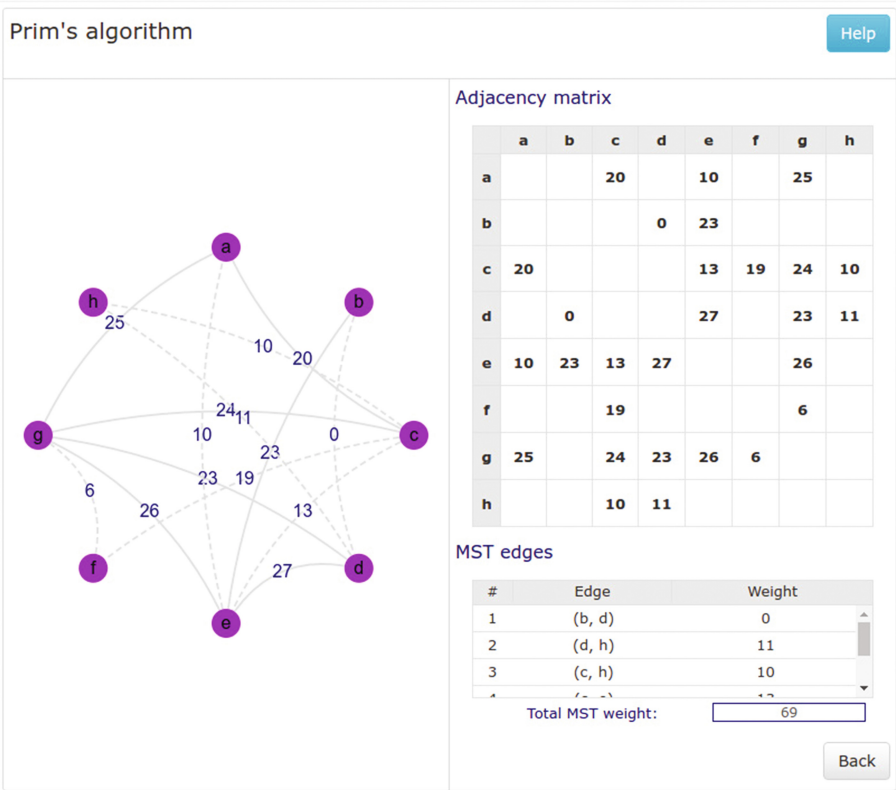 Prim's algorithm
Help
Adjacency matrix
a b c d e f g h
a 20 10 25
b 0 23
c 20 13 19 24 10
d 0 27 23 11
e 10 23 13 27 26
f 19 6
g 25 24 23 26 6
h 10 11
a
h
b
25
10
20
24
11
g
10
0
c
23
23
19
6
26
13
f
27
d
e
MST edges
# Edge Weight
1 (b, d) 0
2 (d, h) 11
3 (c, h) 10
Total MST weight: 69
Back